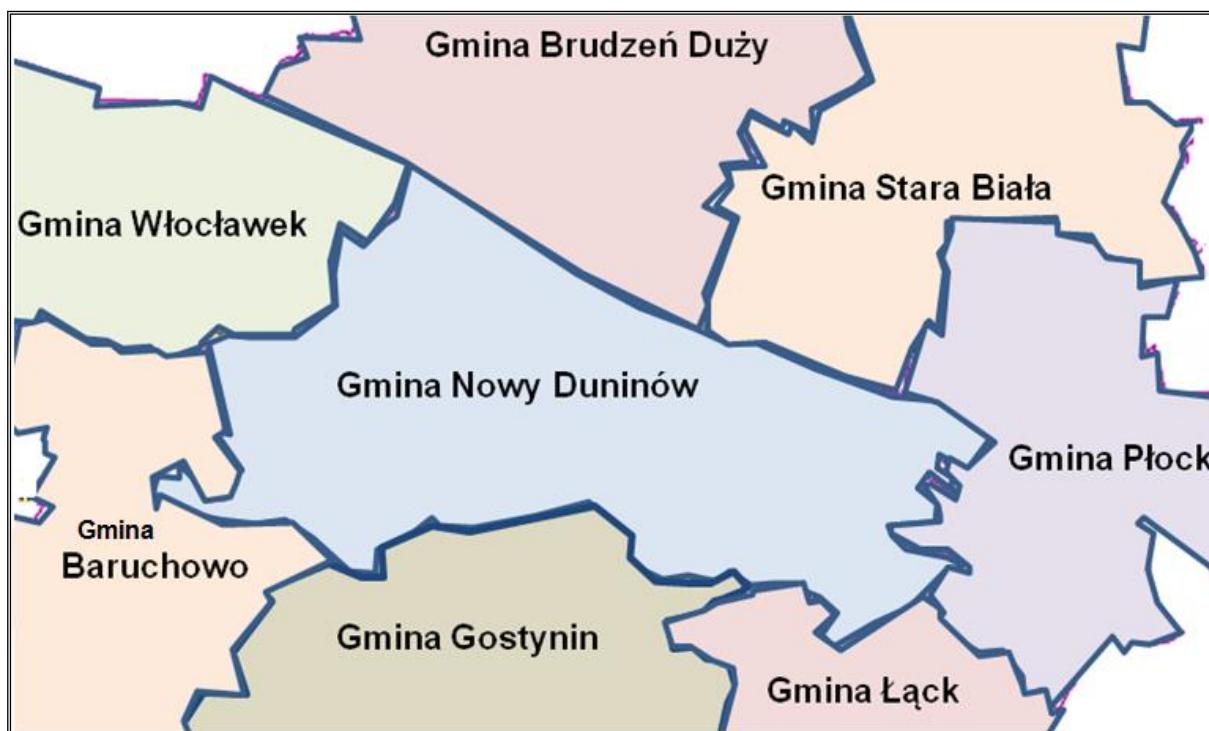 Gmina Brudzeń Duży
Gmina Stara Biała
Gmina Włocławek
Gmina Nowy Duninów
Gmina Płock
Gmina
Baruchowo
Gmina Gostynin
Gmina Łąck